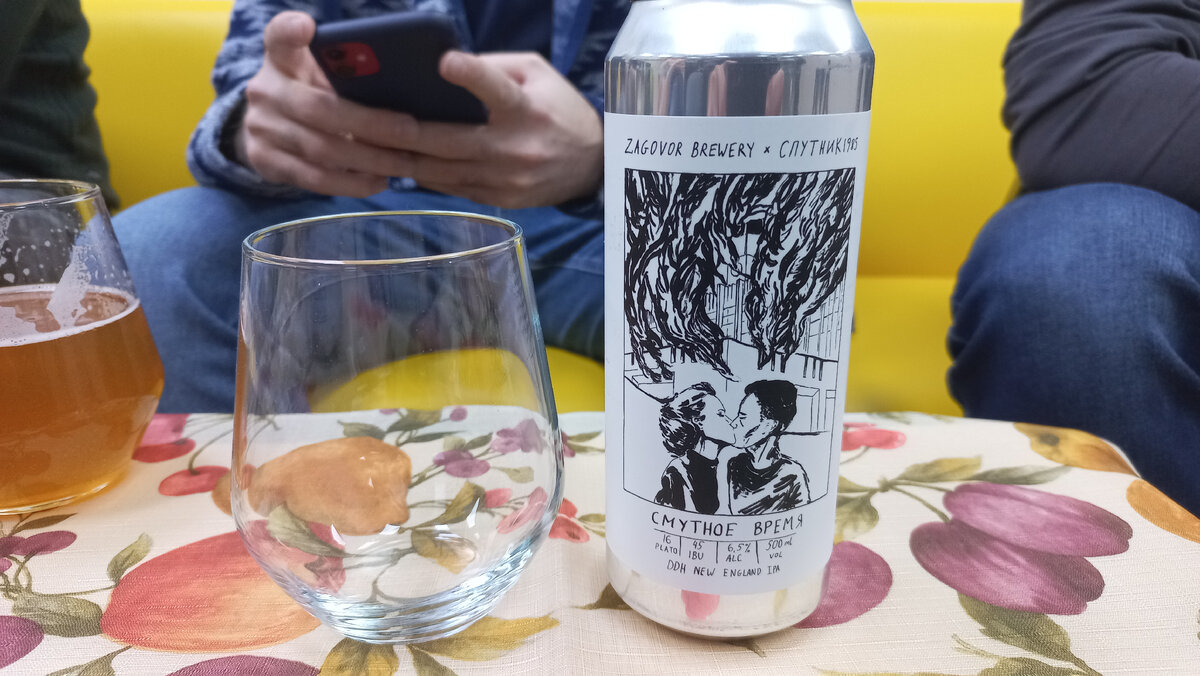 ZAGOVOR BREWERY × СПУТНИК1985
СМУТНОЕ ВРЕМЯ
16 PLATO | 45 IBU | 6,5% ALC | 500 ml VOL
DDH NEW ENGLAND IPA